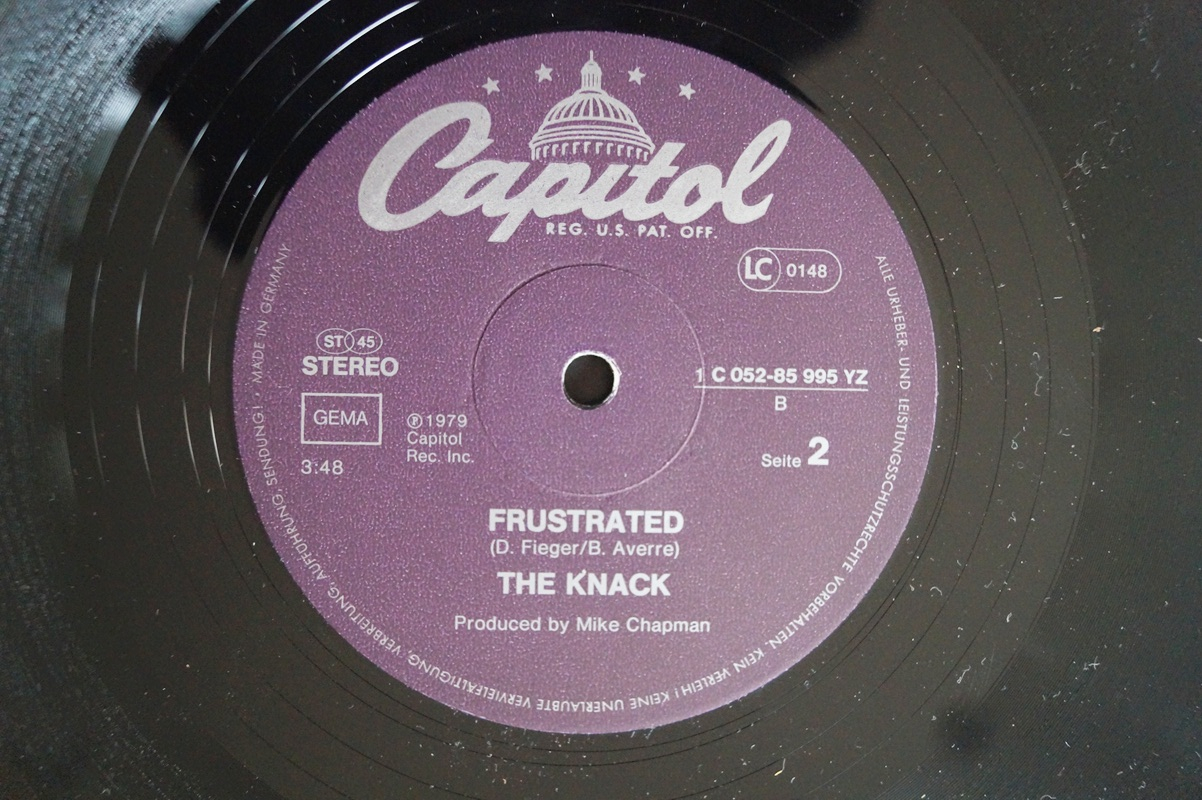 Capitol
REG. U.S. PAT. OFF.
LC 0148
ST 45
STEREO
GEMA
3:48
℗ 1979
Capitol
Rec. Inc.
1 C 052-85 995 YZ
B
Seite 2
FRUSTRATED
(D. Fieger/B. Averre)
THE KNACK
Produced by Mike Chapman
ALLE URHEBER- UND LEISTUNGSSCHUTZRECHTE VORBEHALTEN. KEIN VERLEIH! KEINE UNERLAUBTE VERVIELFÄLTIGUNG, VERBREITUNG, AUFFÜHRUNG, SENDUNG! • MADE IN GERMANY